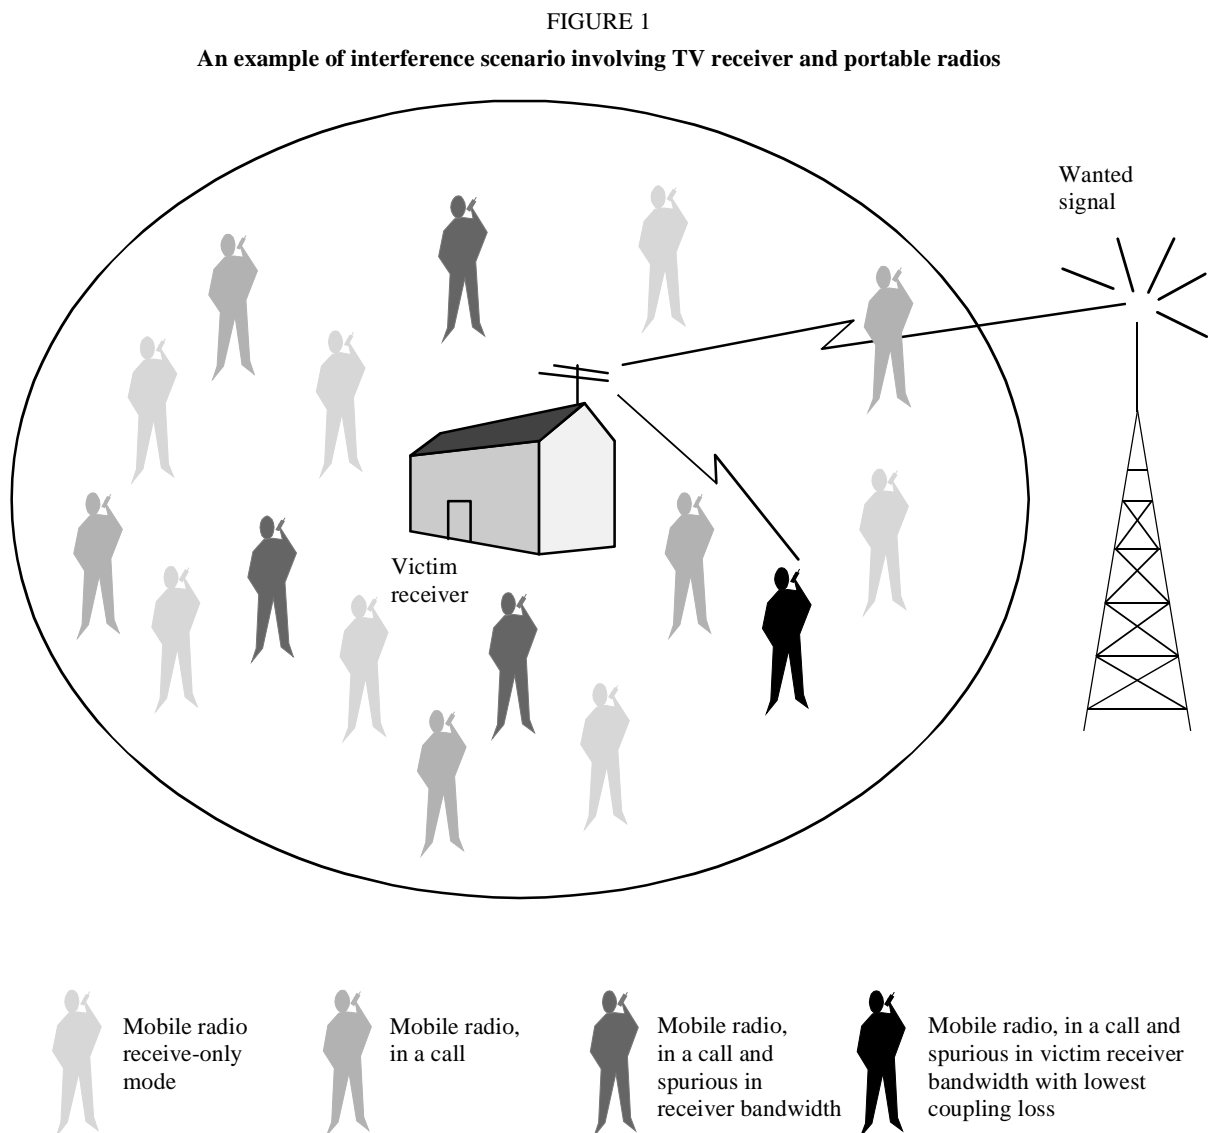 FIGURE 1
An example of interference scenario involving TV receiver and portable radios
Wanted
signal
Victim
receiver
Mobile radio
receive-only
mode
Mobile radio,
in a call
Mobile radio,
in a call and
spurious in
receiver bandwidth
Mobile radio, in a call and
spurious in victim receiver
bandwidth with lowest
coupling loss